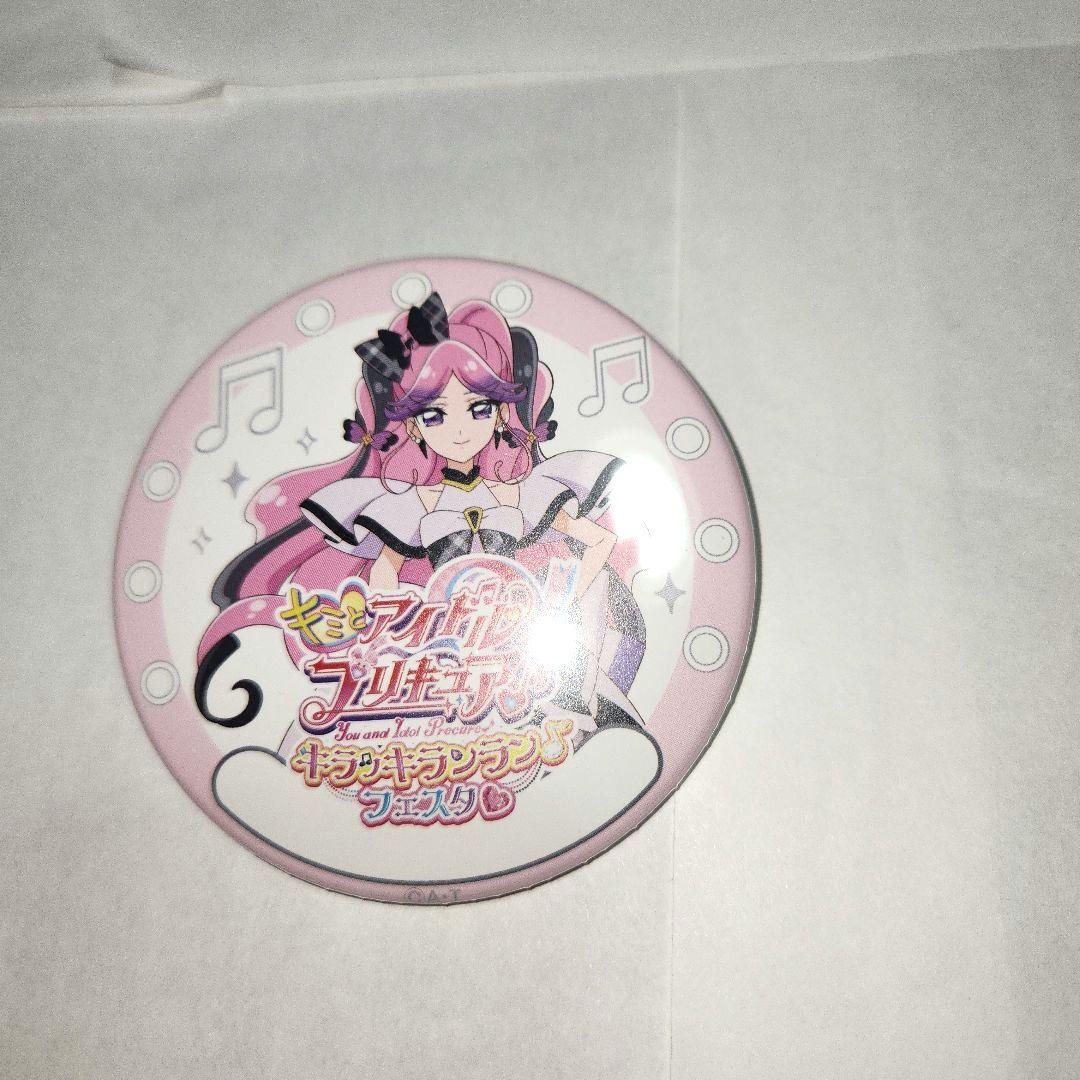 キミとアイドル
プリキュア♪
You and Idol Precure♪
キラッキランラン♪
フェスタ
©A・T